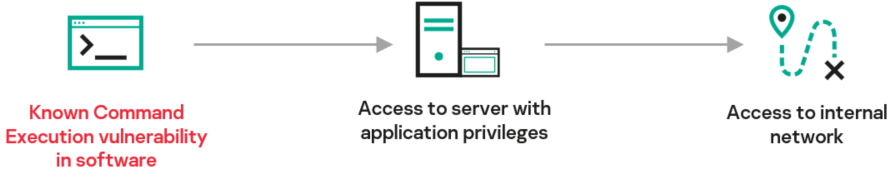 Known Command
Execution vulnerability
in software
Access to server with
application privileges
Access to internal
network